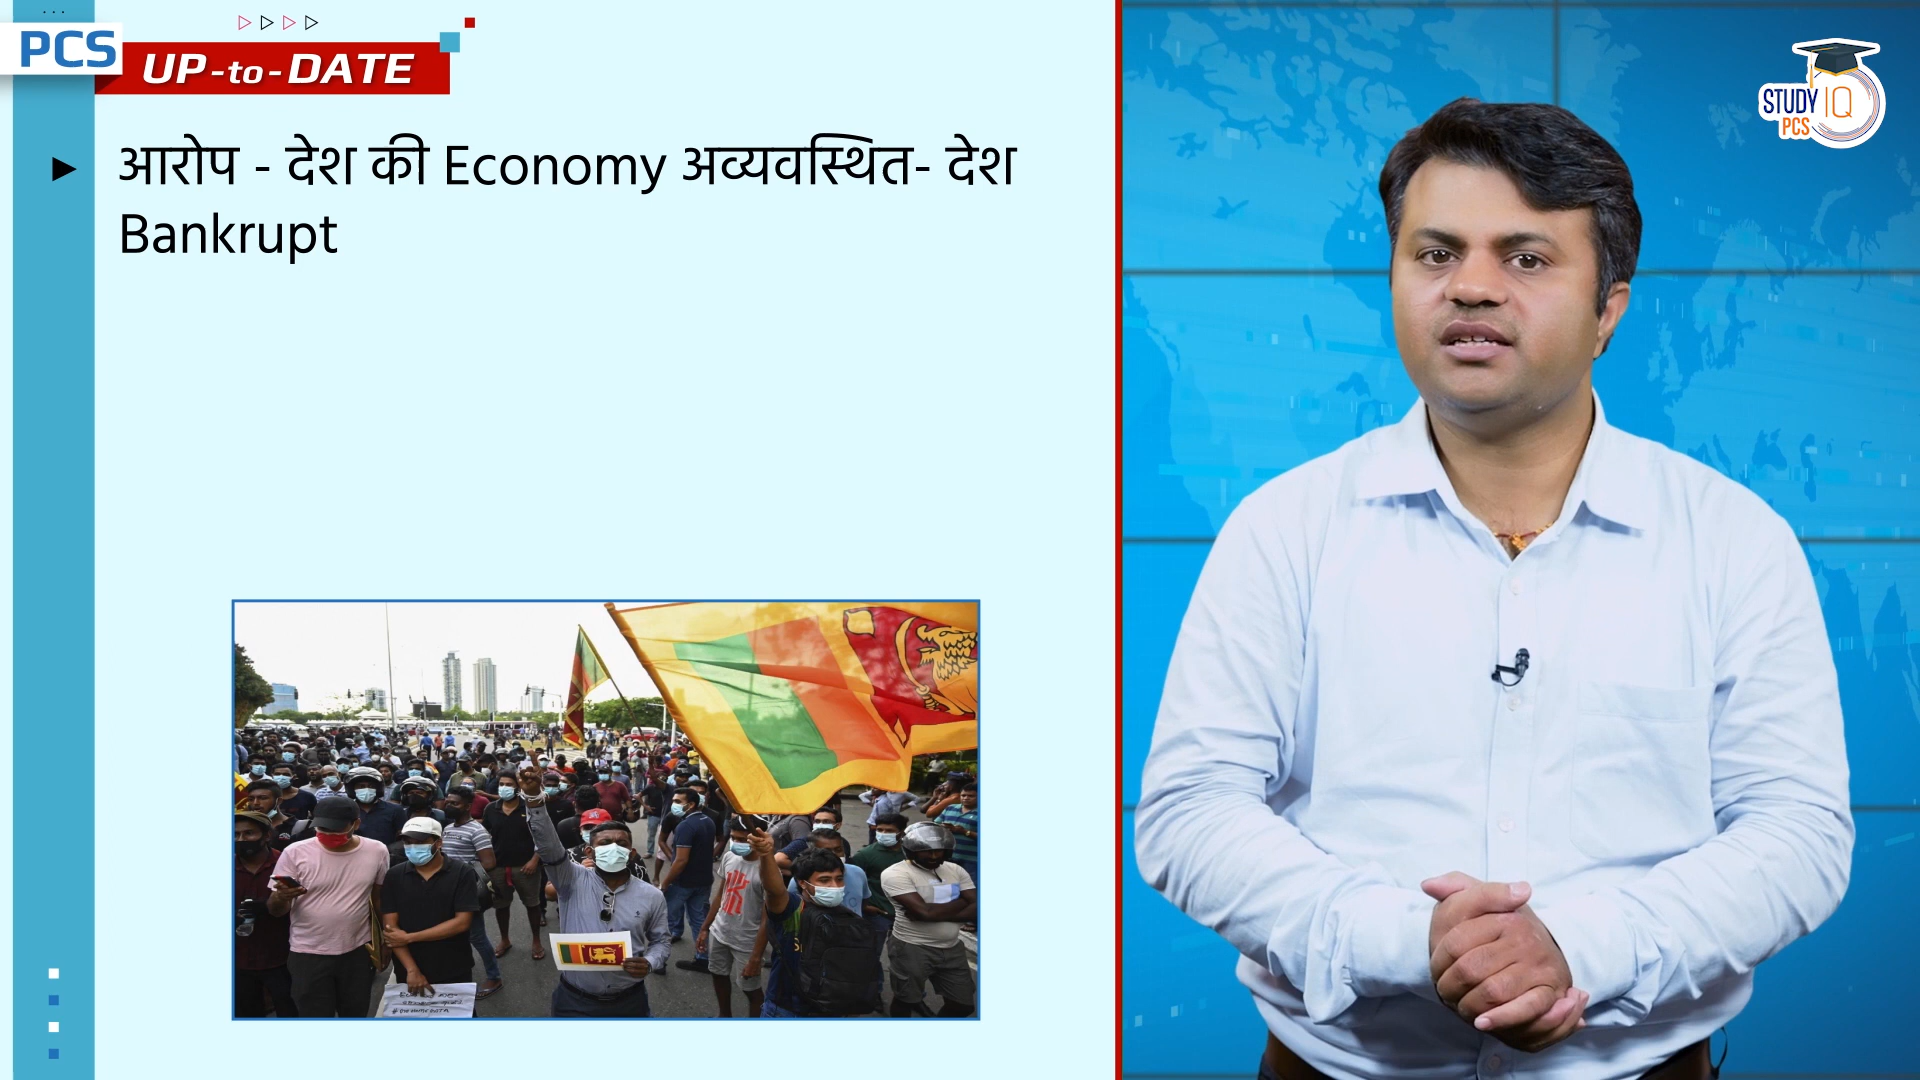 PCS
UP-to-DATE
STUDY IQ
PCS
आरोप - देश की Economy अव्यवस्थित- देश
Bankrupt